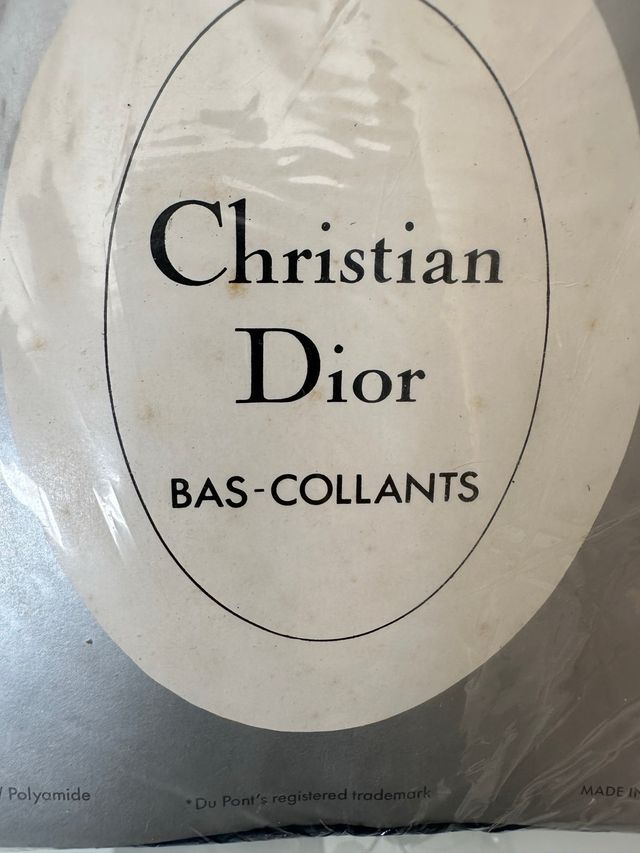 Christian
Dior
BAS-COLLANTS
/ Polyamide *Du Pont's registered trademark MADE IN